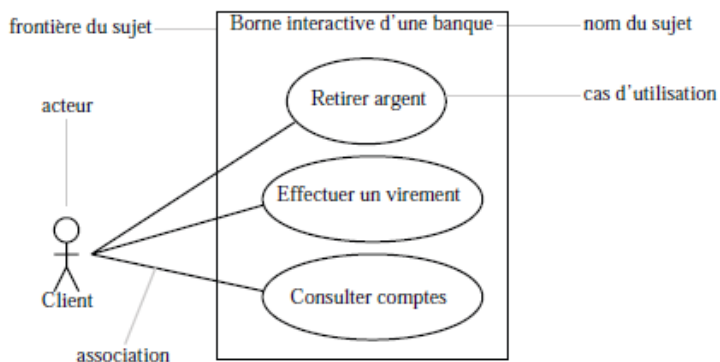 frontière du sujet
Borne interactive d'une banque
nom du sujet
Retirer argent
cas d'utilisation
acteur
Effectuer un virement
Client
Consulter comptes
association